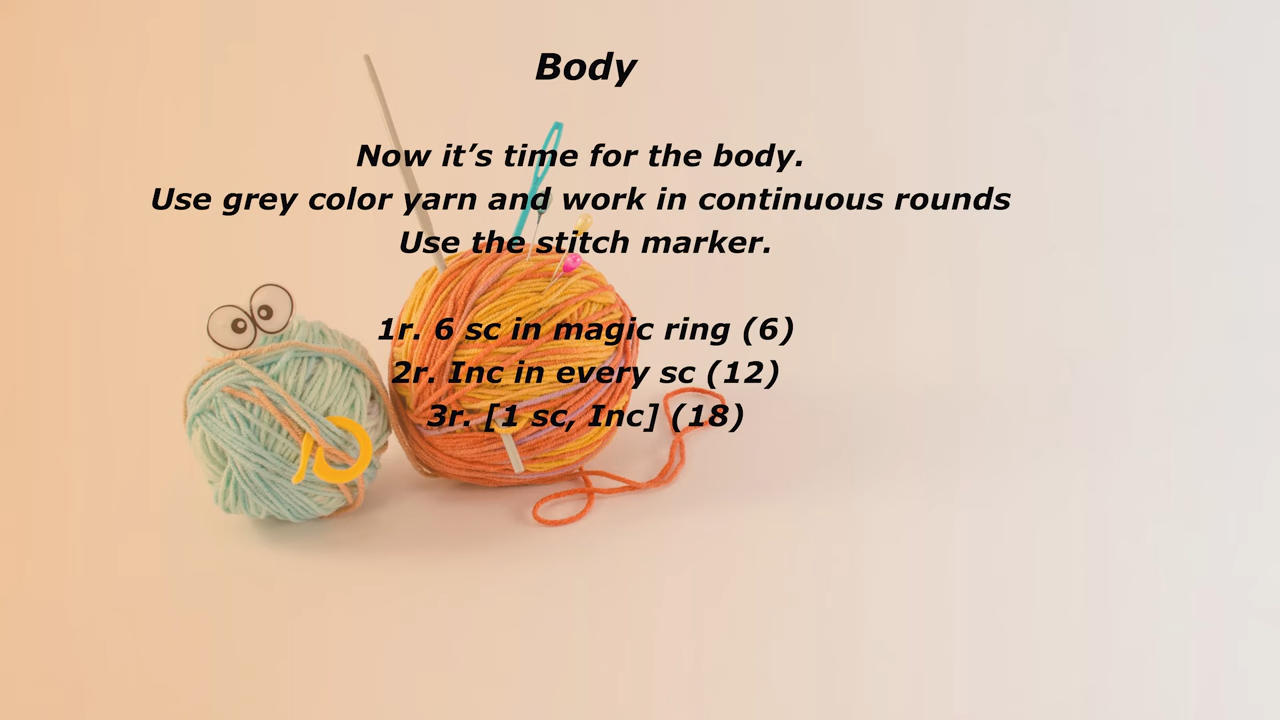 Body
Now it’s time for the body.
Use grey color yarn and work in continuous rounds
Use the stitch marker.
1r. 6 sc in magic ring (6)
2r. Inc in every sc (12)
3r. [1 sc, Inc] (18)